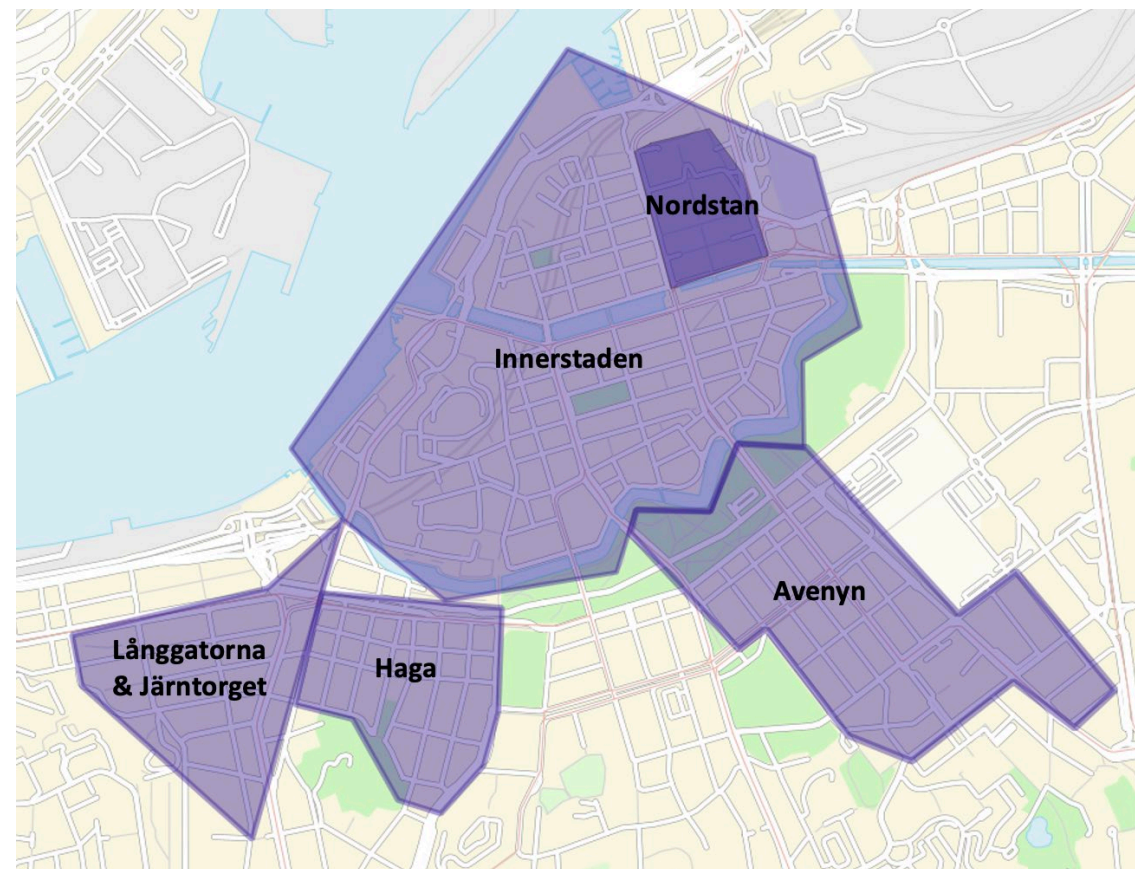 Nordstan
Innerstaden
Avenyn
Långgatorna
& Järntorget
Haga